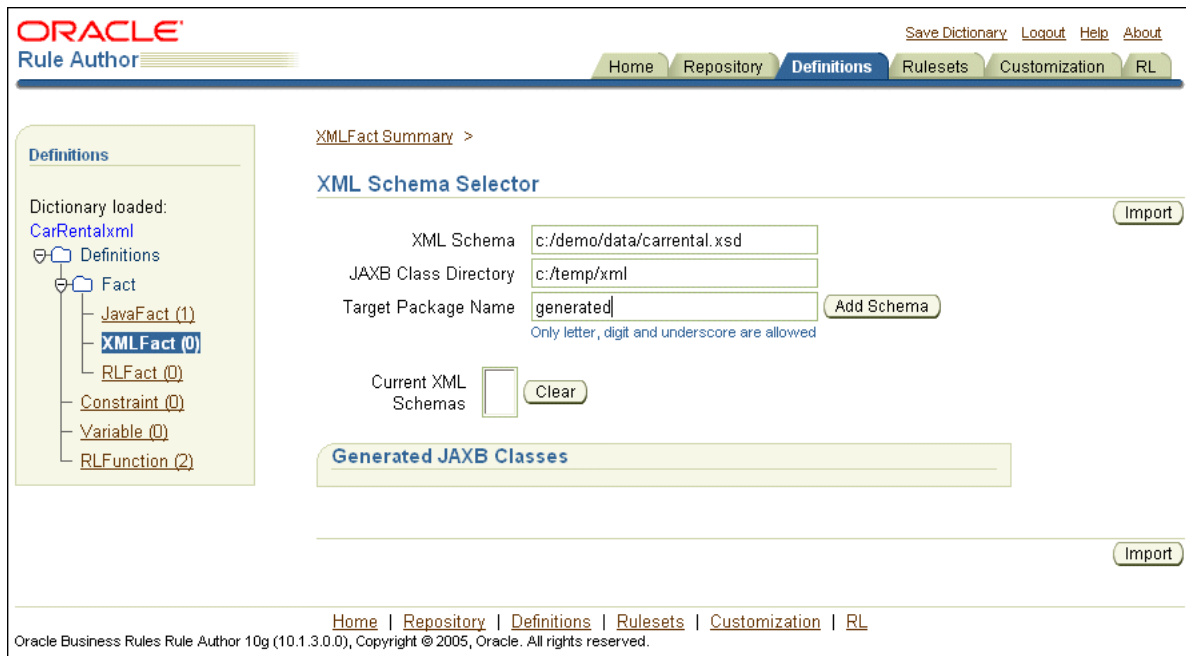 ORACLE
Rule Author
Save Dictionary Logout Help About
Home Repository Definitions Rulesets Customization RL
Definitions
Dictionary loaded:
CarRentalxml
Definitions
Fact
JavaFact (1)
XMLFact (0)
RLFact (0)
Constraint (0)
Variable (0)
RLFunction (2)
XMLFact Summary >
XML Schema Selector
Import
XML Schema c:/demo/data/carrental.xsd
JAXB Class Directory c:/temp/xml
Target Package Name generated Add Schema
Only letter, digit and underscore are allowed
Current XML
Schemas
Clear
Generated JAXB Classes
Import
Home | Repository | Definitions | Rulesets | Customization | RL
Oracle Business Rules Rule Author 10g (10.1.3.0.0), Copyright © 2005, Oracle. All rights reserved.